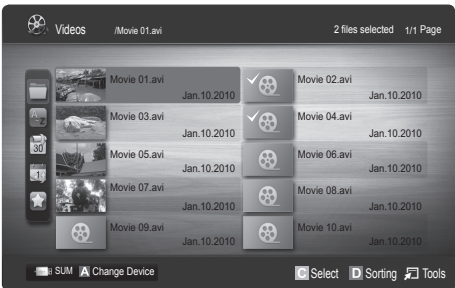 Videos /Movie 01.avi 2 files selected 1/1 Page
Movie 01.avi Movie 02.avi
Jan.10.2010 Jan.10.2010
Movie 03.avi Movie 04.avi
Jan.10.2010 Jan.10.2010
Movie 05.avi Movie 06.avi
Jan.10.2010 Jan.10.2010
Movie 07.avi Movie 08.avi
Jan.10.2010 Jan.10.2010
Movie 09.avi Movie 10.avi
Jan.10.2010 Jan.10.2010
A
Z
30
1
SUM A Change Device C Select D Sorting Tools